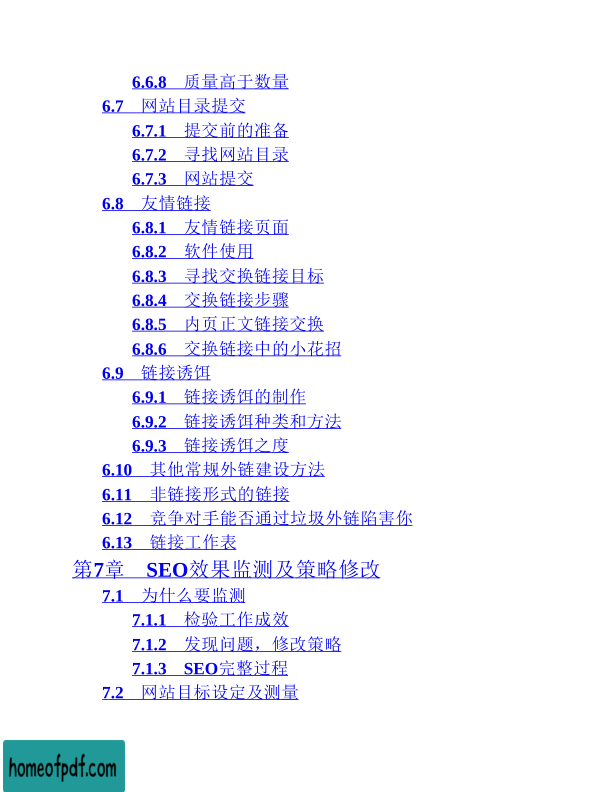 6.6.8 质量高于数量
6.7 网站目录提交
6.7.1 提交前的准备
6.7.2 寻找网站目录
6.7.3 网站提交
6.8 友情链接
6.8.1 友情链接页面
6.8.2 软件使用
6.8.3 寻找交换链接目标
6.8.4 交换链接步骤
6.8.5 内页正文链接交换
6.8.6 交换链接中的小花招
6.9 链接诱饵
6.9.1 链接诱饵的制作
6.9.2 链接诱饵种类和方法
6.9.3 链接诱饵之度
6.10 其他常规外链建设方法
6.11 非链接形式的链接
6.12 竞争对手能否通过垃圾外链陷害你
6.13 链接工作表
第7章 SEO效果监测及策略修改
7.1 为什么要监测
7.1.1 检验工作成效
7.1.2 发现问题，修改策略
7.1.3 SEO完整过程
7.2 网站目标设定及测量
homeofpdf.com